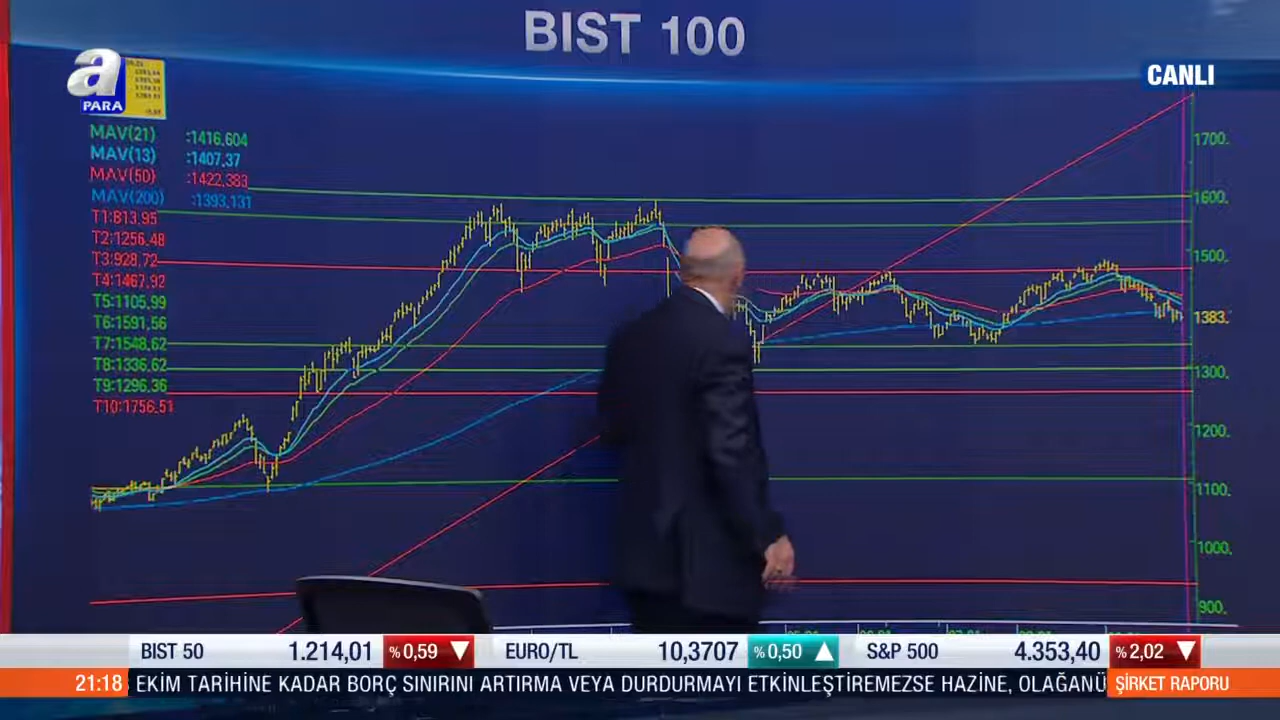 BIST 100
CANLI
a
PARA
MAV(21) :1416.604
MAV(13) :1407.37
MAV(50) :1422.383
MAV(200) :1393.131
T1:813.95
T2:1256.48
T3:928.72
T4:1467.92
T5:1105.99
T6:1591.56
T7:1548.62
T8:1336.62
T9:1296.36
T10:1756.51
1700.
1600.
1500.
1383.
1300.
1200.
1100.
1000.
900.
BIST 50 1.214,01 %0,59 EURO/TL 10,3707 %0,50 S&P 500 4.353,40 %2,02
21:18 EKİM TARİHİNE KADAR BORÇ SINIRINI ARTIRMA VEYA DURDURMAYI ETKİNLEŞTİREMEZSE HAZİNE, OLAĞANÜ ŞİRKET RAPORU